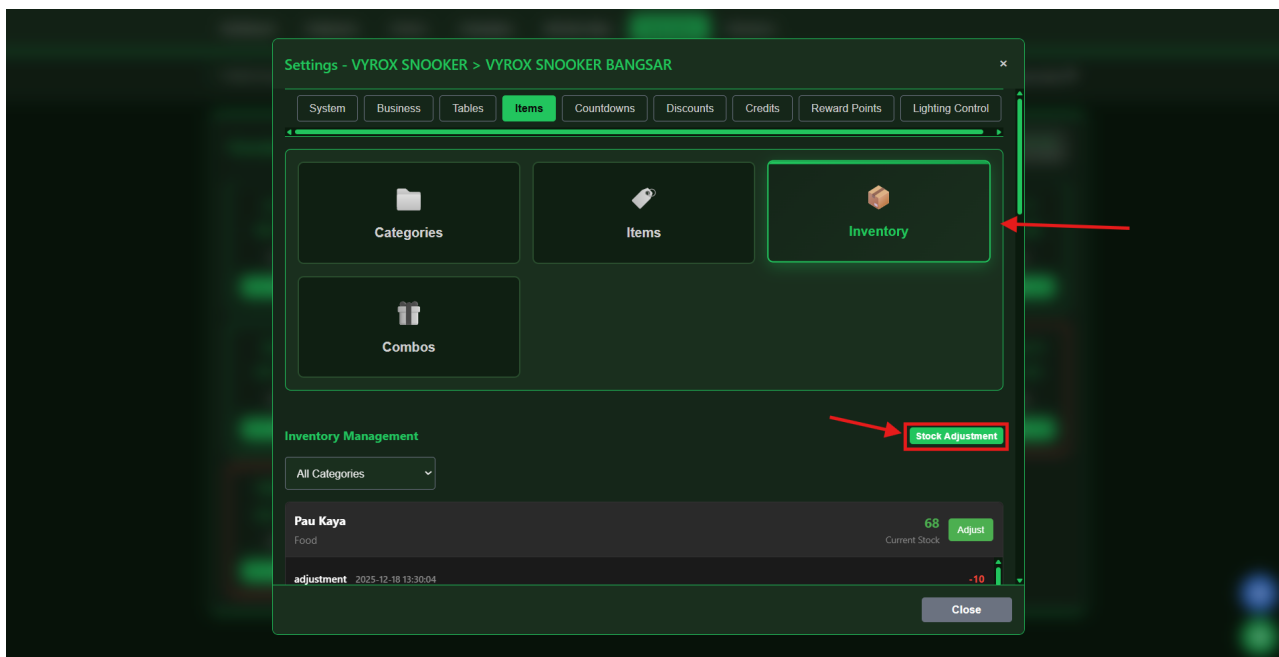 Settings - VYROX SNOOKER > VYROX SNOOKER BANGSAR
×
System Business Tables Items Countdowns Discounts Credits Reward Points Lighting Control
Categories
Items
Inventory
Combos
Inventory Management
Stock Adjustment
All Categories
Pau Kaya
Food
68
Current Stock
Adjust
adjustment 2025-12-18 13:30:04
-10
Close